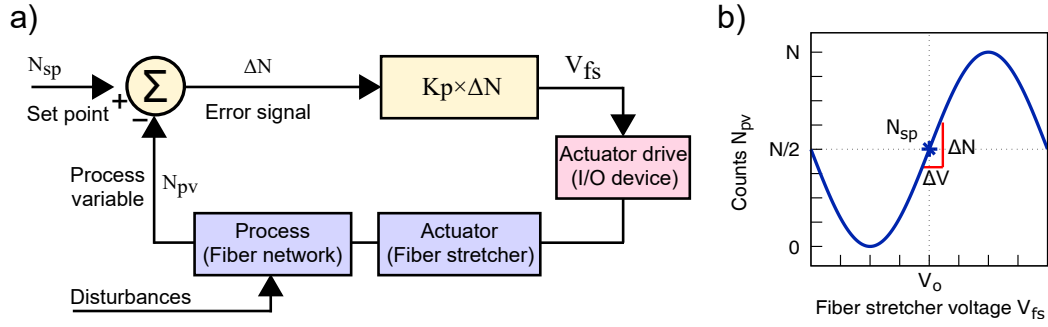 a)
N_sp
Set point
+
−
Σ
ΔN
Error signal
Kp×ΔN
V_fs
Actuator drive
(I/O device)
Process
variable
N_pv
Process
(Fiber network)
Actuator
(Fiber stretcher)
Disturbances
b)
Counts N_pv
N
N/2
0
N_sp
ΔN
ΔV
V_o
Fiber stretcher voltage V_fs